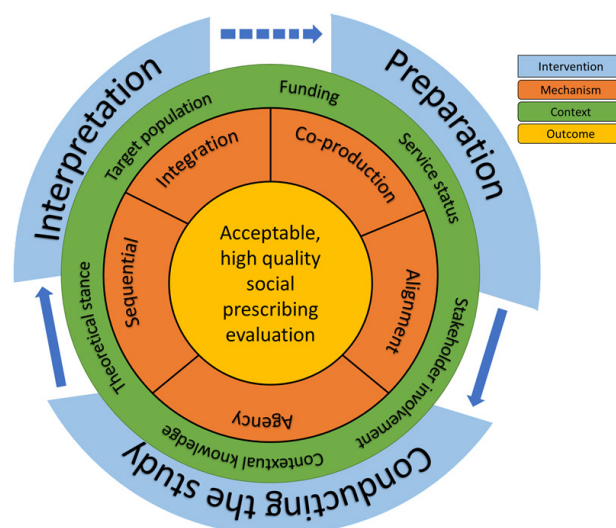 Interpretation
Preparation
Conducting the study
Funding
Service status
Stakeholder involvement
Contextual knowledge
Theoretical stance
Target population
Integration
Co-production
Alignment
Agency
Sequential
Acceptable,
high quality
social
prescribing
evaluation
Intervention
Mechanism
Context
Outcome